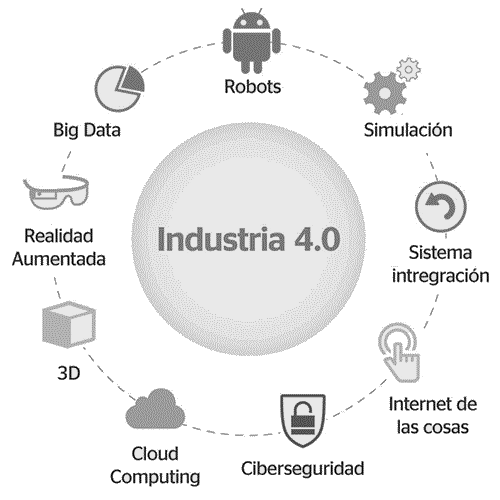 Robots
Simulación
Sistema
intregración
Internet de
las cosas
Ciberseguridad
Cloud
Computing
3D
Realidad
Aumentada
Big Data
Industria 4.0